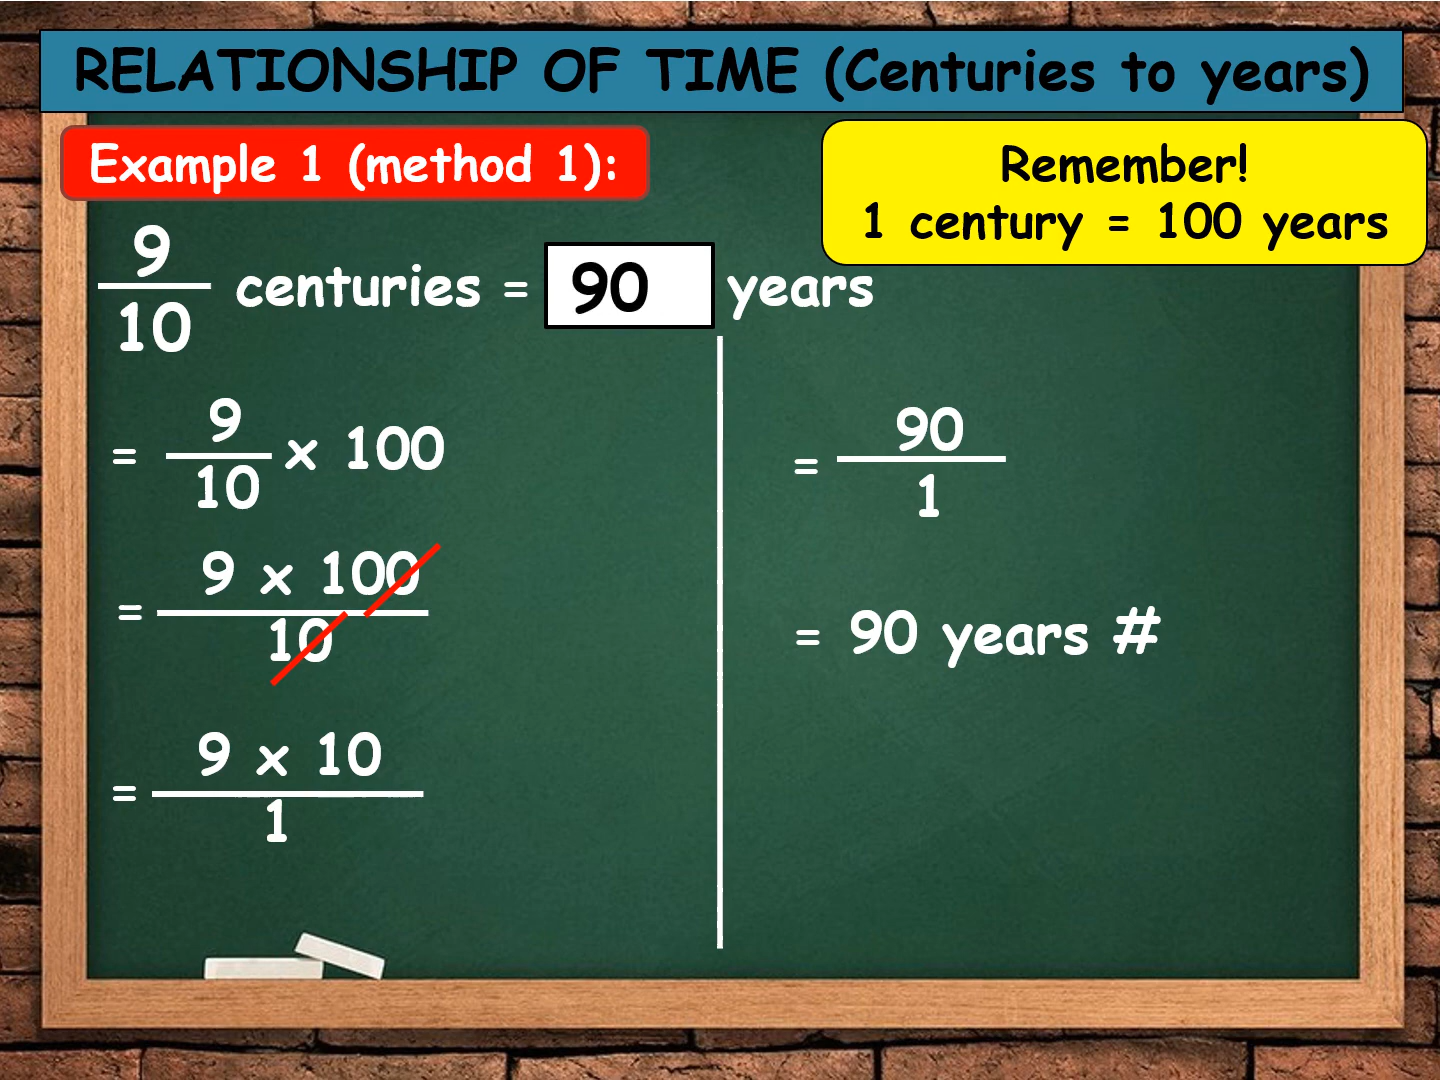 RELATIONSHIP OF TIME (Centuries to years)
Example 1 (method 1):
Remember!
1 century = 100 years
9
10
centuries = 90 years
= 9
10
x 100
= 9 x 100
10
= 9 x 10
1
= 90
1
= 90 years #